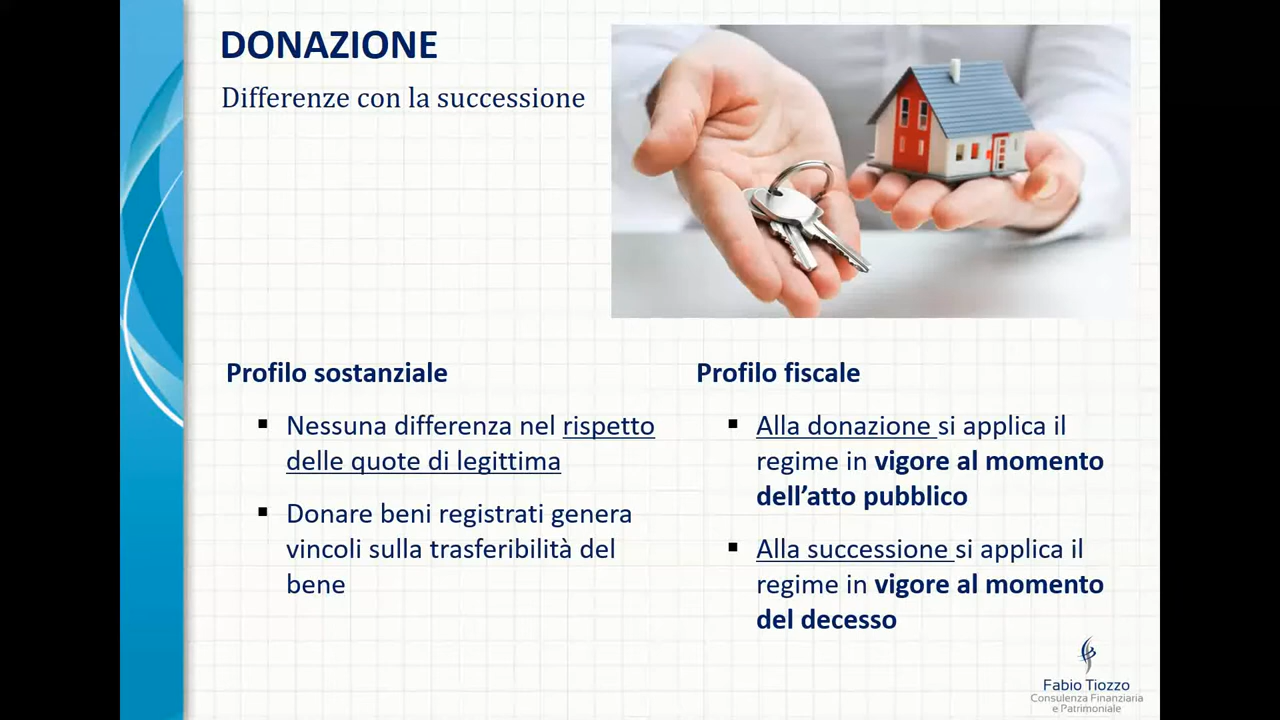 DONAZIONE
Differenze con la successione
Profilo sostanziale
▪ Nessuna differenza nel rispetto
delle quote di legittima
▪ Donare beni registrati genera
vincoli sulla trasferibilità del
bene
Profilo fiscale
▪ Alla donazione si applica il
regime in vigore al momento
dell’atto pubblico
▪ Alla successione si applica il
regime in vigore al momento
del decesso
Fabio Tiozzo
Consulenza Finanziaria
e Patrimoniale